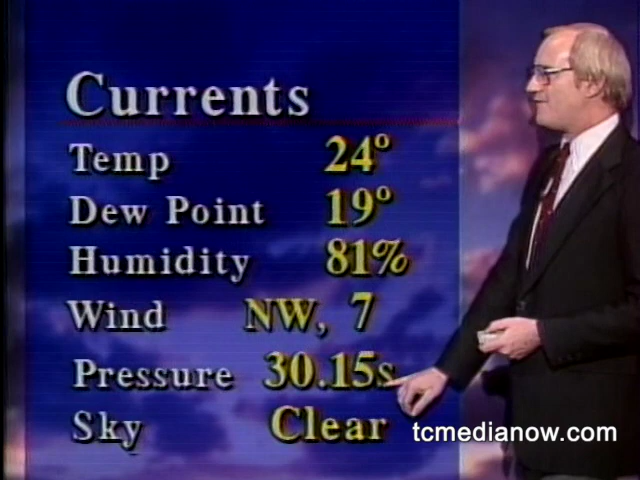 Currents
Temp 24°
Dew Point 19°
Humidity 81%
Wind NW, 7
Pressure 30.15s
Sky Clear
tcmedianow.com